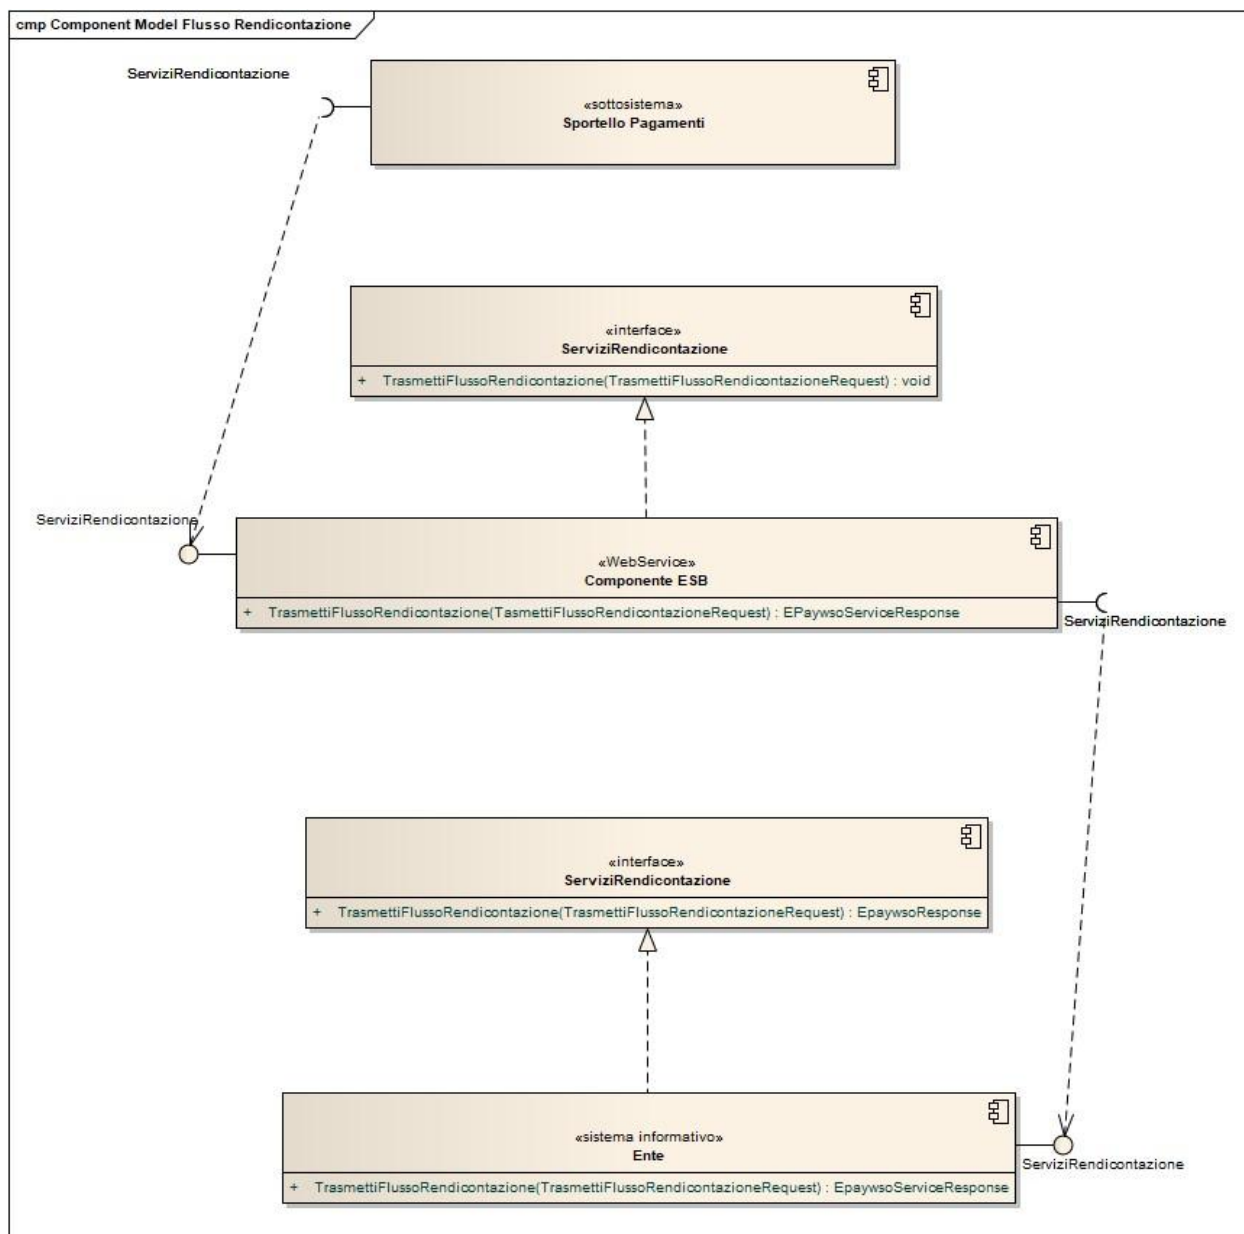 cmp Component Model Flusso Rendicontazione
ServiziRendicontazione
«sottosistema»
Sportello Pagamenti
«interface»
ServiziRendicontazione
+ TrasmettiFlussoRendicontazione(TrasmettiFlussoRendicontazioneRequest) : void
ServiziRendicontazione
«WebService»
Componente ESB
+ TrasmettiFlussoRendicontazione(TasmettiFlussoRendicontazioneRequest) : EPaywsoServiceResponse
ServiziRendicontazione
«interface»
ServiziRendicontazione
+ TrasmettiFlussoRendicontazione(TrasmettiFlussoRendicontazioneRequest) : EpaywsoResponse
«sistema informativo»
Ente
ServiziRendicontazione
+ TrasmettiFlussoRendicontazione(TrasmettiFlussoRendicontazioneRequest) : EpaywsoServiceResponse